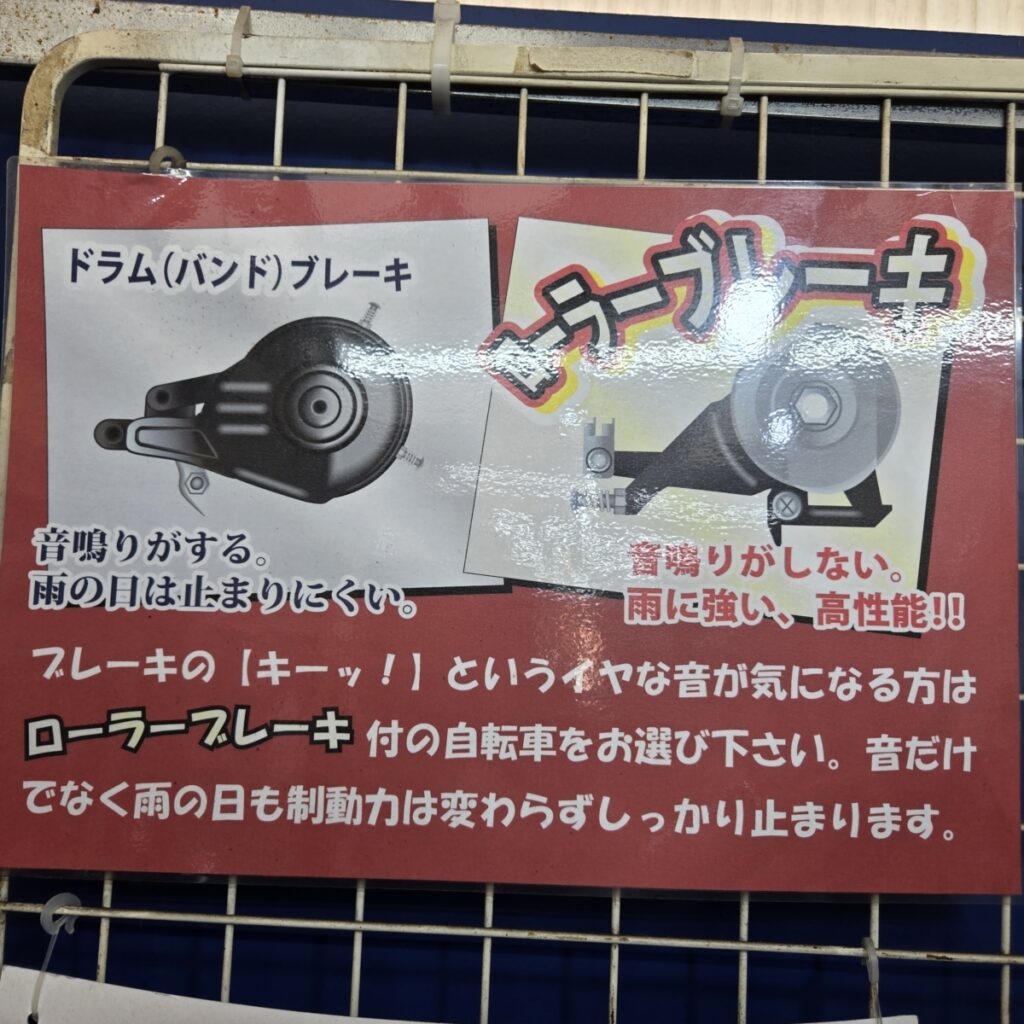 ドラム(バンド)ブレーキ
ローラーブレーキ
音鳴りがする。
雨の日は止まりにくい。
音鳴りがしない。
雨に強い、高性能!!
ブレーキの【キーッ!】というイヤな音が気になる方は
ローラーブレーキ 付の自転車をお選び下さい。音だけ
でなく雨の日も制動力は変わらずしっかり止まります。